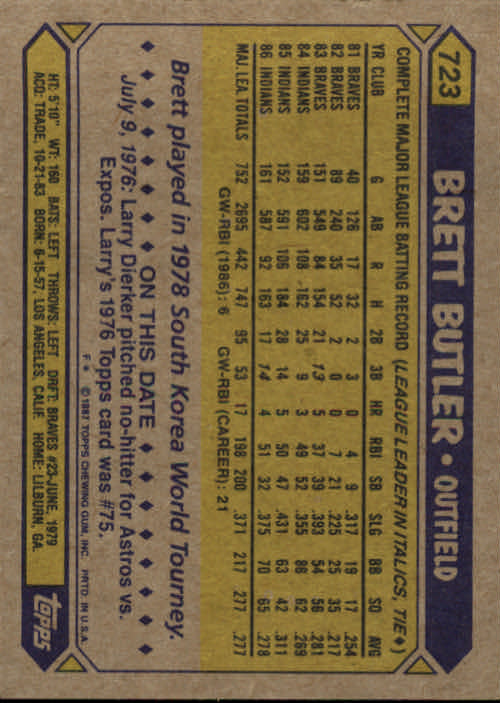 723 BRETT BUTLER • OUTFIELD
COMPLETE MAJOR LEAGUE BATTING RECORD (LEAGUE LEADER IN ITALICS, TIE♦)
YR CLUB G AB R H 2B 3B HR RBI SB SLG BB SO AVG
81 BRAVES 40 126 17 32 2 3 0 4 9 .317 19 17 .254
82 BRAVES 89 240 35 52 2 0 0 7 21 .225 25 35 .217
83 BRAVES 151 549 84 154 21 13 5 37 39 .393 54 56 .281
84 INDIANS 159 602 108 162 25 9 3 49 52 .355 86 62 .269
85 INDIANS 152 591 106 184 28 14 5 50 47 .431 63 42 .311
86 INDIANS 161 587 92 163 17 14 4 51 32 .375 70 65 .278
MAJ. LEA. TOTALS 752 2695 442 747 95 53 17 198 200 .371 317 277 .277
GW-RBI (1986): 6 GW-RBI (CAREER): 21
Brett played in 1978 South Korea World Tourney.
♦ ♦ ♦ ♦ ♦ ♦ ON THIS DATE ♦ ♦ ♦ ♦ ♦ ♦
July 9, 1976: Larry Dierker pitched no-hitter for Astros vs.
Expos. Larry's 1976 Topps card was #75.
F* © 1987 TOPPS CHEWING GUM, INC. PRTD. IN U.S.A.
HT: 5'10" WT: 160 BATS: LEFT THROWS: LEFT DRFT: BRAVES #23-JUNE, 1979
ACQ: TRADE, 10-21-83 BORN: 6-15-57, LOS ANGELES, CALIF. HOME: LILBURN, GA.
TOPPS